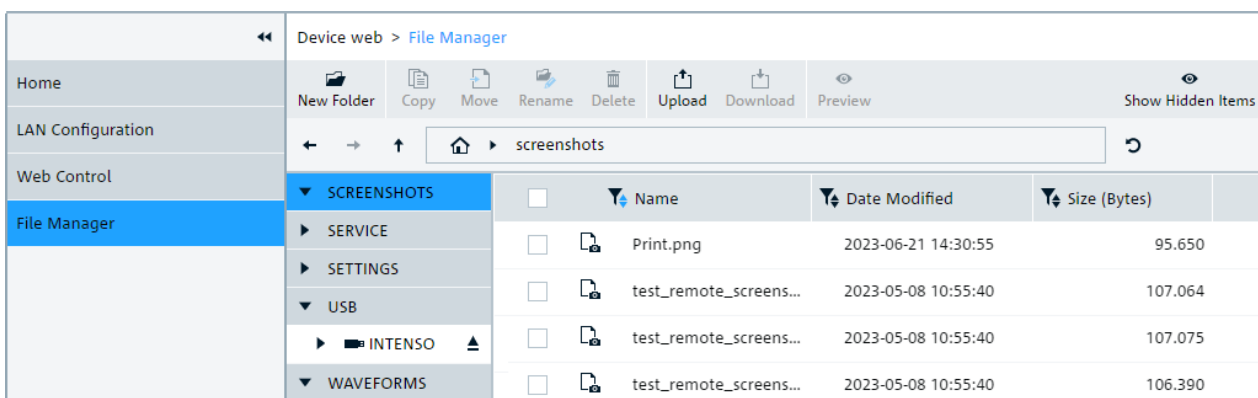 Device web > File Manager
Home
LAN Configuration
Web Control
File Manager
New Folder Copy Move Rename Delete Upload Download Preview Show Hidden Items
screenshots
SCREENSHOTS
SERVICE
SETTINGS
USB
INTENSO
WAVEFORMS
Name Date Modified Size (Bytes)
Print.png 2023-06-21 14:30:55 95.650
test_remote_screens... 2023-05-08 10:55:40 107.064
test_remote_screens... 2023-05-08 10:55:40 107.075
test_remote_screens... 2023-05-08 10:55:40 106.390